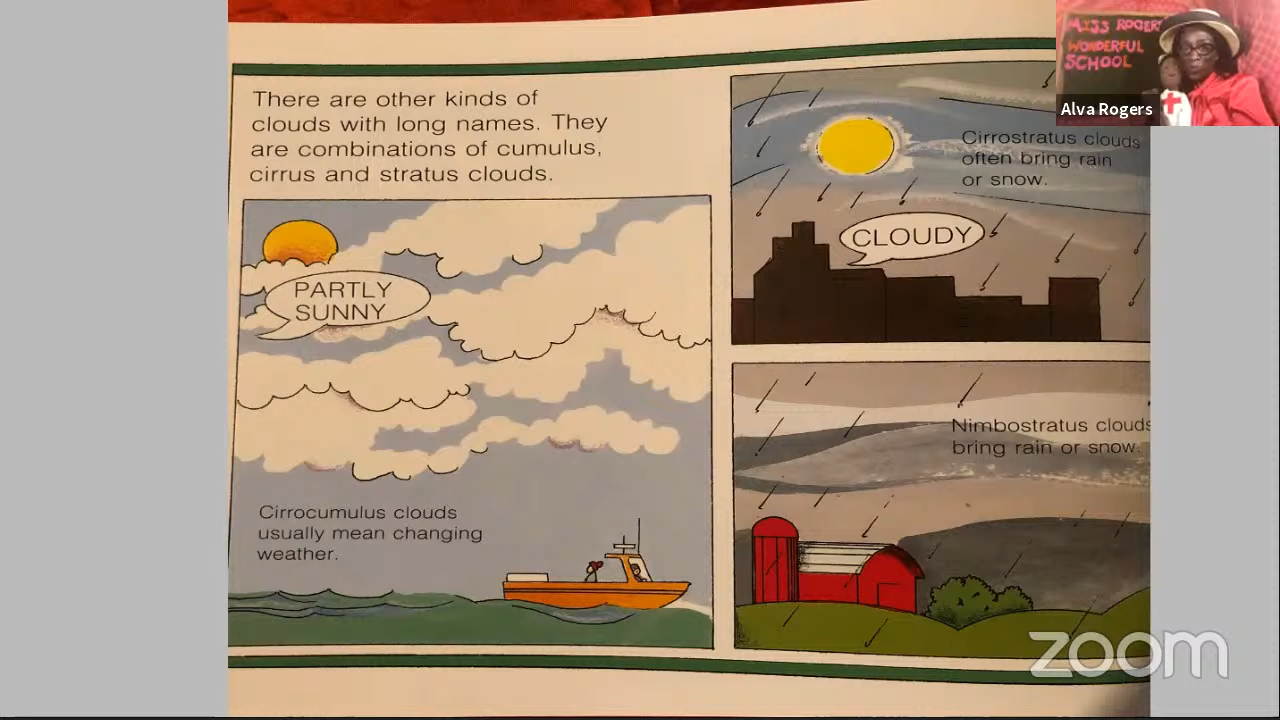 There are other kinds of
clouds with long names. They
are combinations of cumulus,
cirrus and stratus clouds.
PARTLY
SUNNY
Cirrocumulus clouds
usually mean changing
weather.
Cirrostratus clouds
often bring rain
or snow.
CLOUDY
Nimbostratus clouds
bring rain or snow.
MISS ROGERS
WONDERFUL
SCHOOL
Alva Rogers
zoom